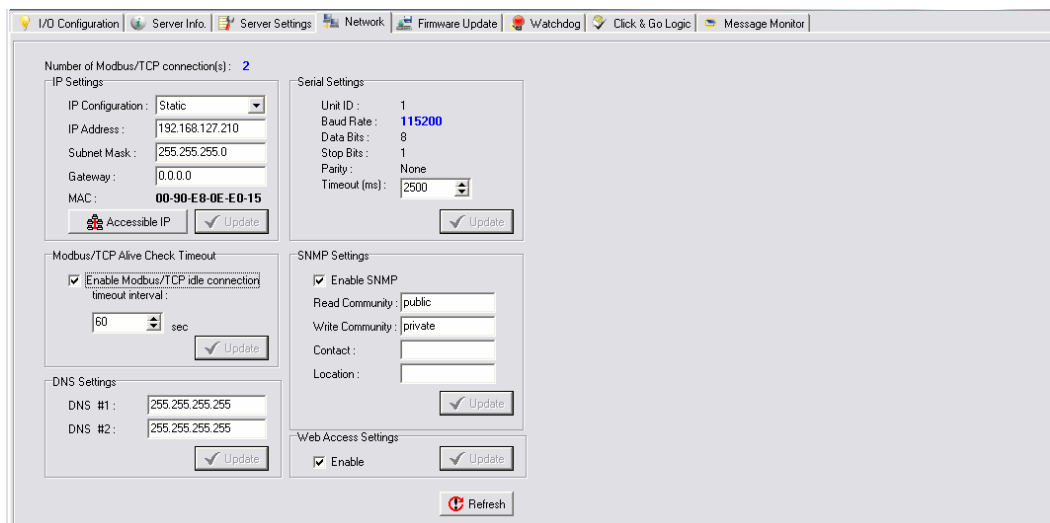 I/O Configuration Server Info. Server Settings Network Firmware Update Watchdog Click & Go Logic Message Monitor
Number of Modbus/TCP connection(s) : 2
IP Settings
IP Configuration : Static
IP Address : 192.168.127.210
Subnet Mask : 255.255.255.0
Gateway : 0.0.0.0
MAC : 00-90-E8-0E-E0-15
Accessible IP Update
Serial Settings
Unit ID : 1
Baud Rate : 115200
Data Bits : 8
Stop Bits : 1
Parity : None
Timeout (ms) : 2500
Update
Modbus/TCP Alive Check Timeout
Enable Modbus/TCP idle connection
timeout interval :
60 sec
Update
SNMP Settings
Enable SNMP
Read Community : public
Write Community : private
Contact :
Location :
Update
DNS Settings
DNS #1 : 255.255.255.255
DNS #2 : 255.255.255.255
Update
Web Access Settings
Enable Update
Refresh